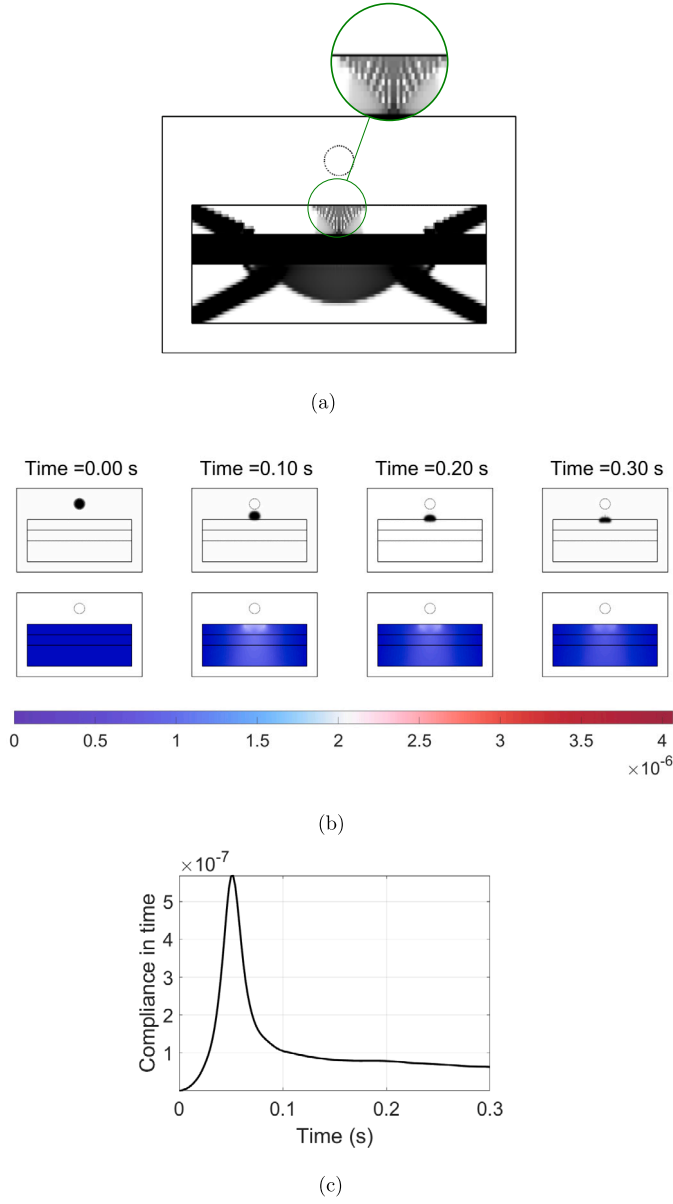 (a)
Time =0.00 s Time =0.10 s Time =0.20 s Time =0.30 s
0 0.5 1 1.5 2 2.5 3 3.5 4
×10-6
(b)
×10-7
5
4
3
2
1
Compliance in time
0 0.1 0.2 0.3
Time (s)
(c)